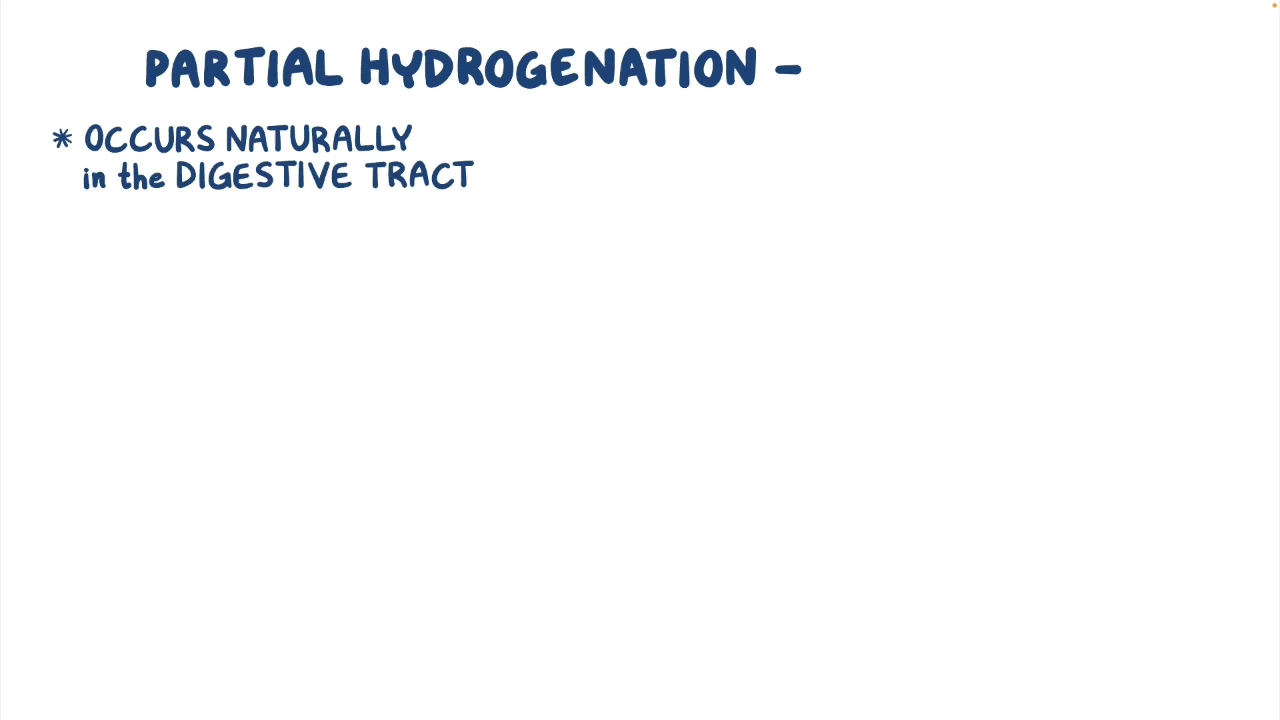 PARTIAL HYDROGENATION -
* OCCURS NATURALLY
in the DIGESTIVE TRACT